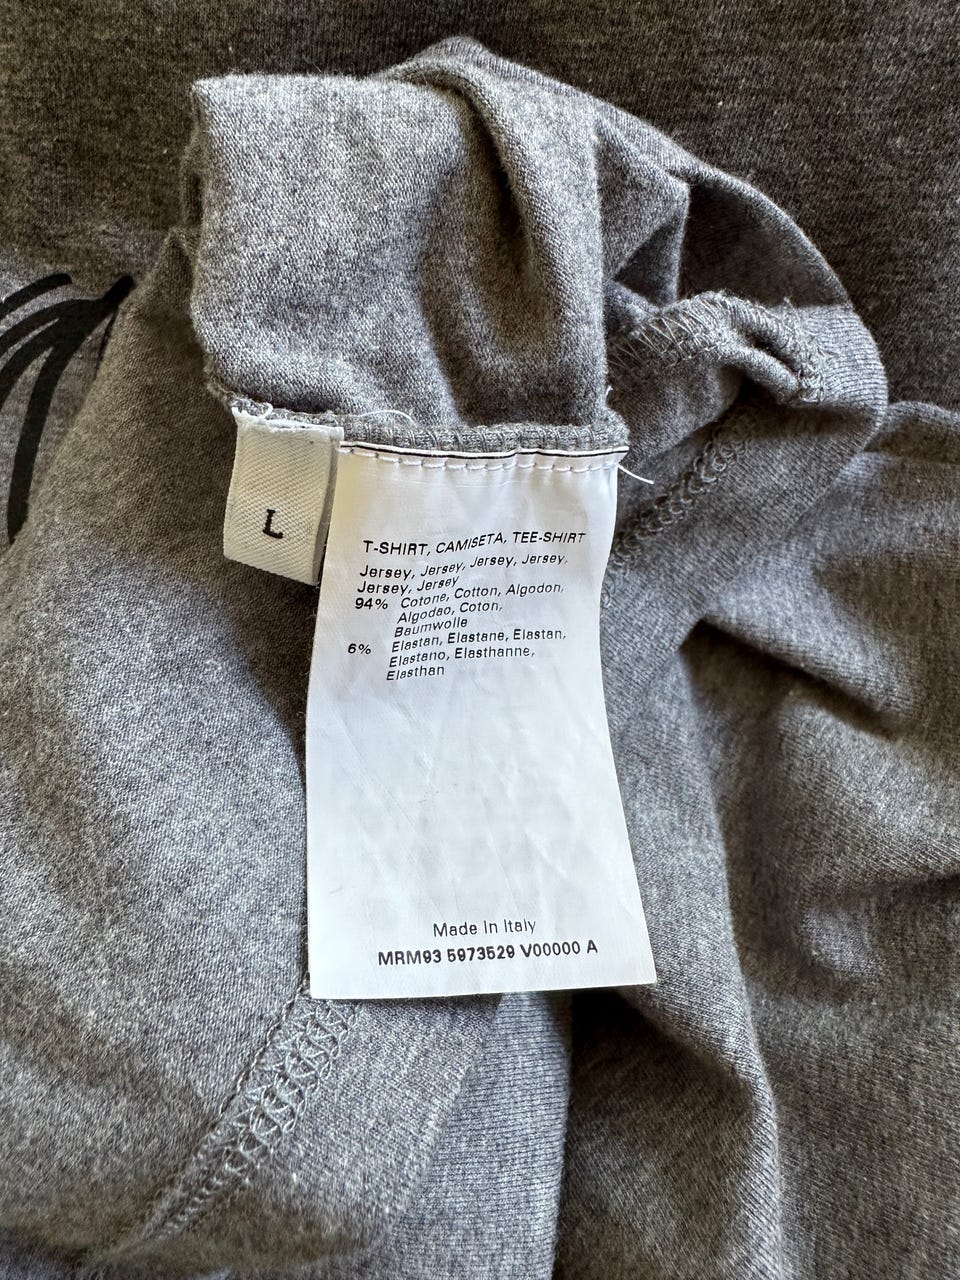 L
T-SHIRT, CAMISETA, TEE-SHIRT
Jersey, Jersey, Jersey, Jersey,
Jersey, Jersey
94% Cotone, Cotton, Algodon,
Algodao, Coton,
Baumwolle
6% Elastan, Elastane, Elastan,
Elastano, Elasthanne,
Elasthan
Made In Italy
MRM93 5973529 V00000 A